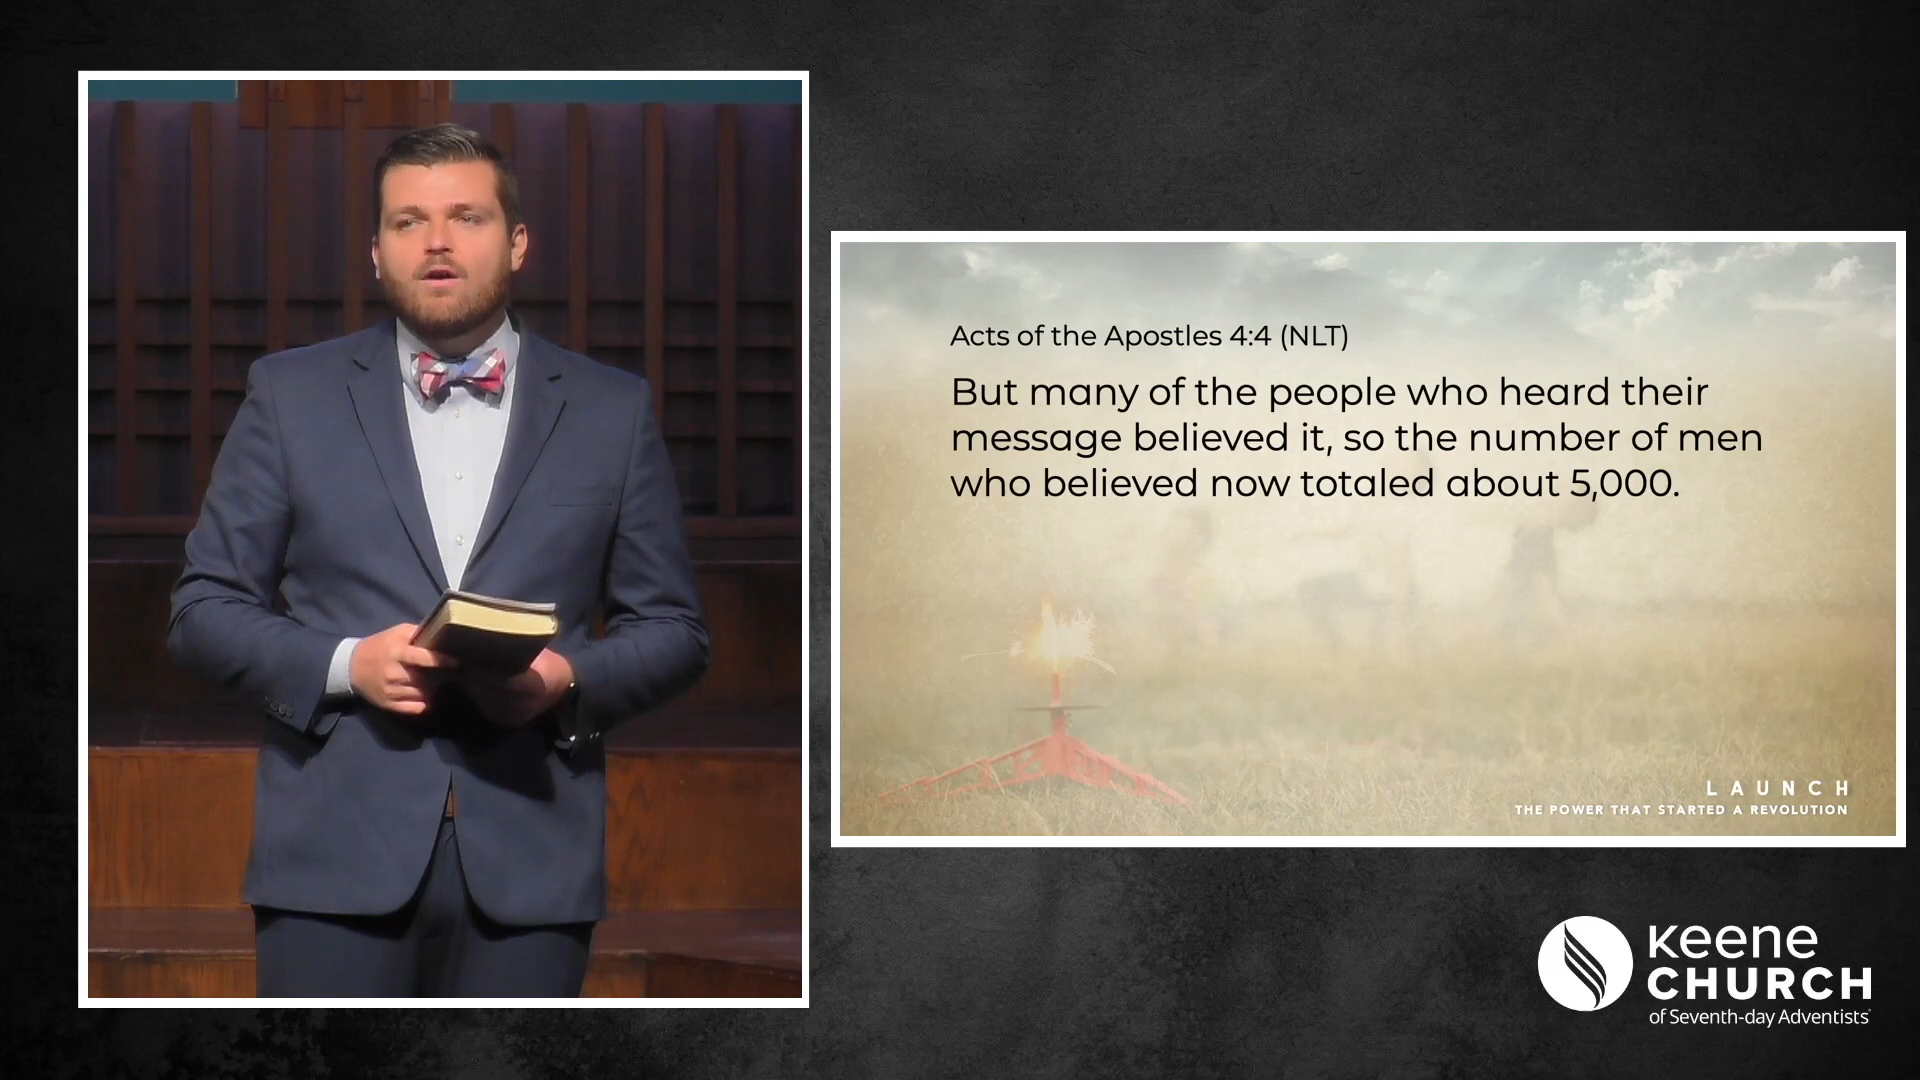 Acts of the Apostles 4:4 (NLT)
But many of the people who heard their
message believed it, so the number of men
who believed now totaled about 5,000.
LAUNCH
THE POWER THAT STARTED A REVOLUTION
Keene
CHURCH
of Seventh-day Adventists